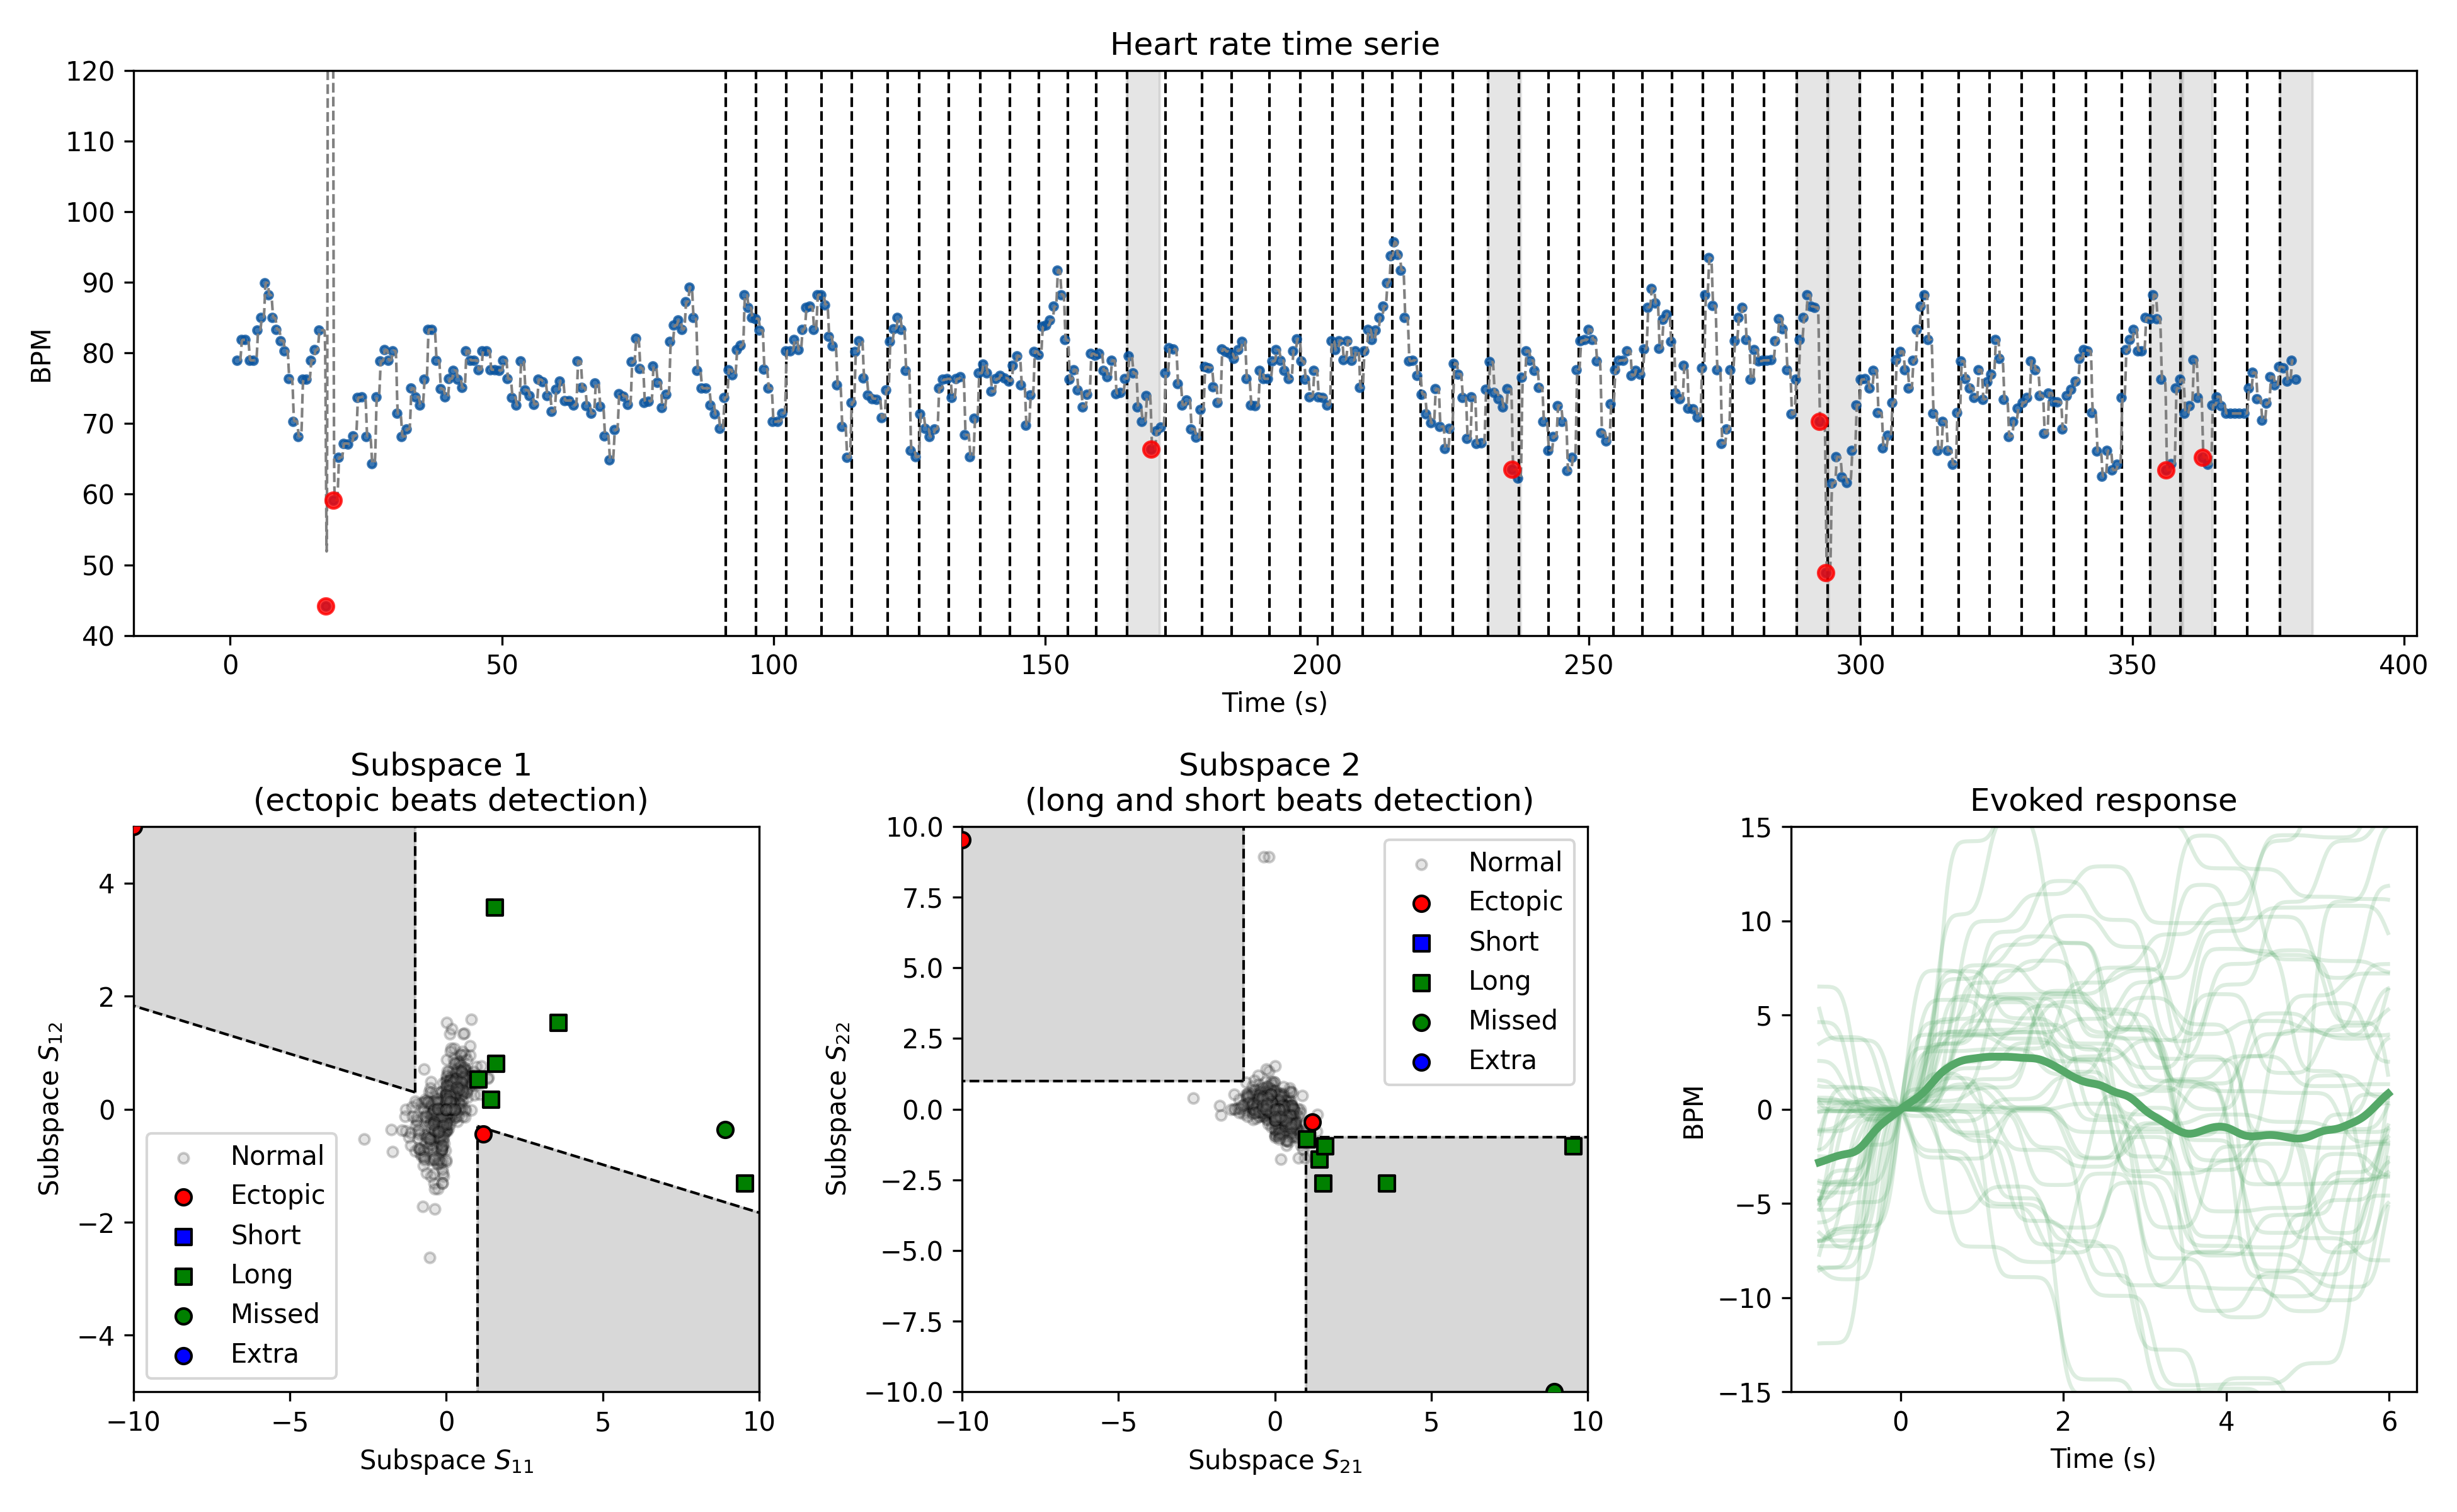 Heart rate time serie
120
110
100
90
80
70
60
50
40
BPM
0 50 100 150 200 250 300 350 400
Time (s)
Subspace 1
(ectopic beats detection)
4
2
0
−2
−4
Subspace S12
Normal
Ectopic
Short
Long
Missed
Extra
−10 −5 0 5 10
Subspace S11
Subspace 2
(long and short beats detection)
10.0
7.5
5.0
2.5
0.0
−2.5
−5.0
−7.5
−10.0
Subspace S22
Normal
Ectopic
Short
Long
Missed
Extra
−10 −5 0 5 10
Subspace S21
Evoked response
15
10
5
0
−5
−10
−15
BPM
0 2 4 6
Time (s)